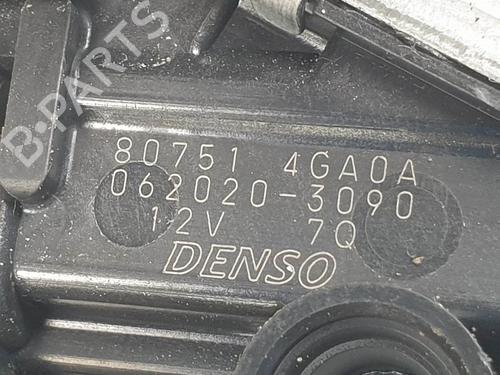 B-PARTS
80751 4GA0A
062020-3090
12V 7Q
DENSO